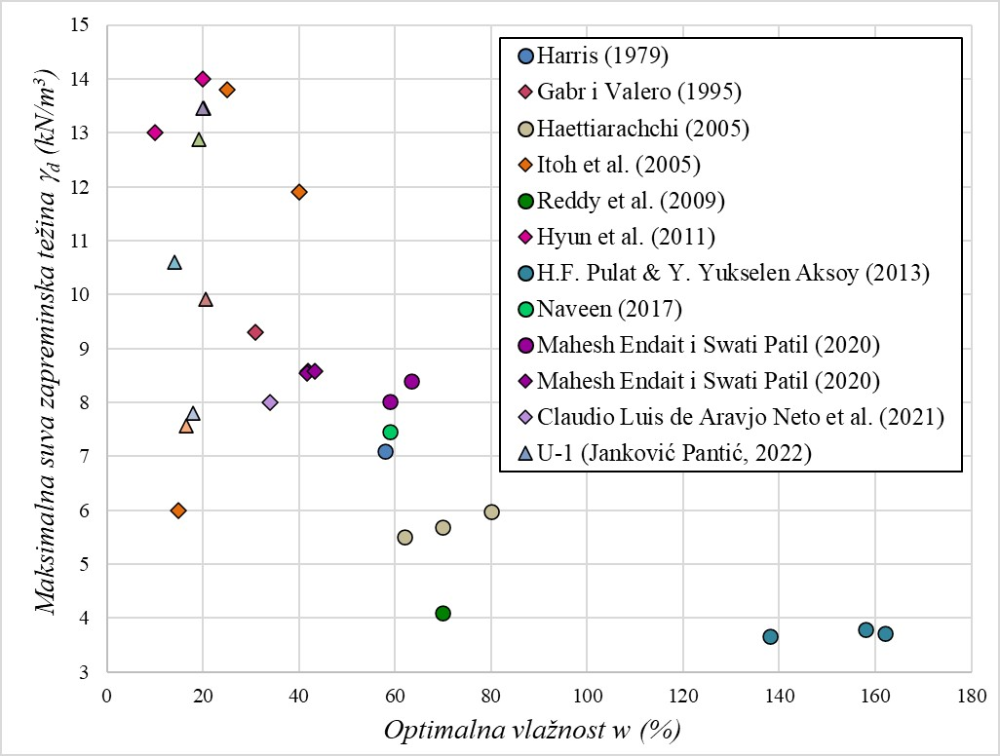 Maksimalna suva zapreminska težina γd (kN/m³)
15
14
13
12
11
10
9
8
7
6
5
4
3
0
20
40
60
80
100
120
140
160
180
Optimalna vlažnost w (%)
Harris (1979)
Gabr i Valero (1995)
Haettiarachchi (2005)
Itoh et al. (2005)
Reddy et al. (2009)
Hyun et al. (2011)
H.F. Pulat & Y. Yukselen Aksoy (2013)
Naveen (2017)
Mahesh Endait i Swati Patil (2020)
Mahesh Endait i Swati Patil (2020)
Claudio Luis de Aravjo Neto et al. (2021)
U-1 (Janković Pantić, 2022)